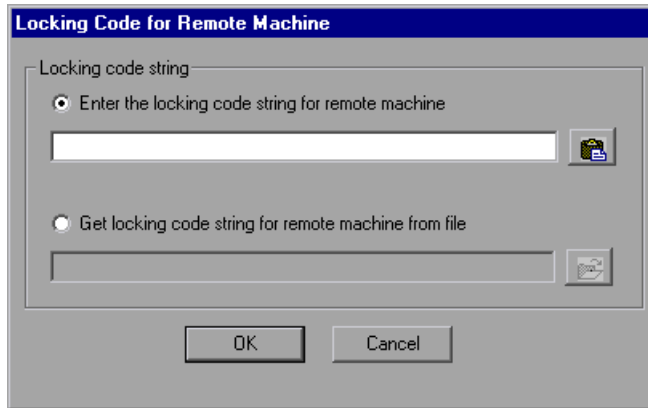 Locking Code for Remote Machine
Locking code string
Enter the locking code string for remote machine
Get locking code string for remote machine from file
OK
Cancel